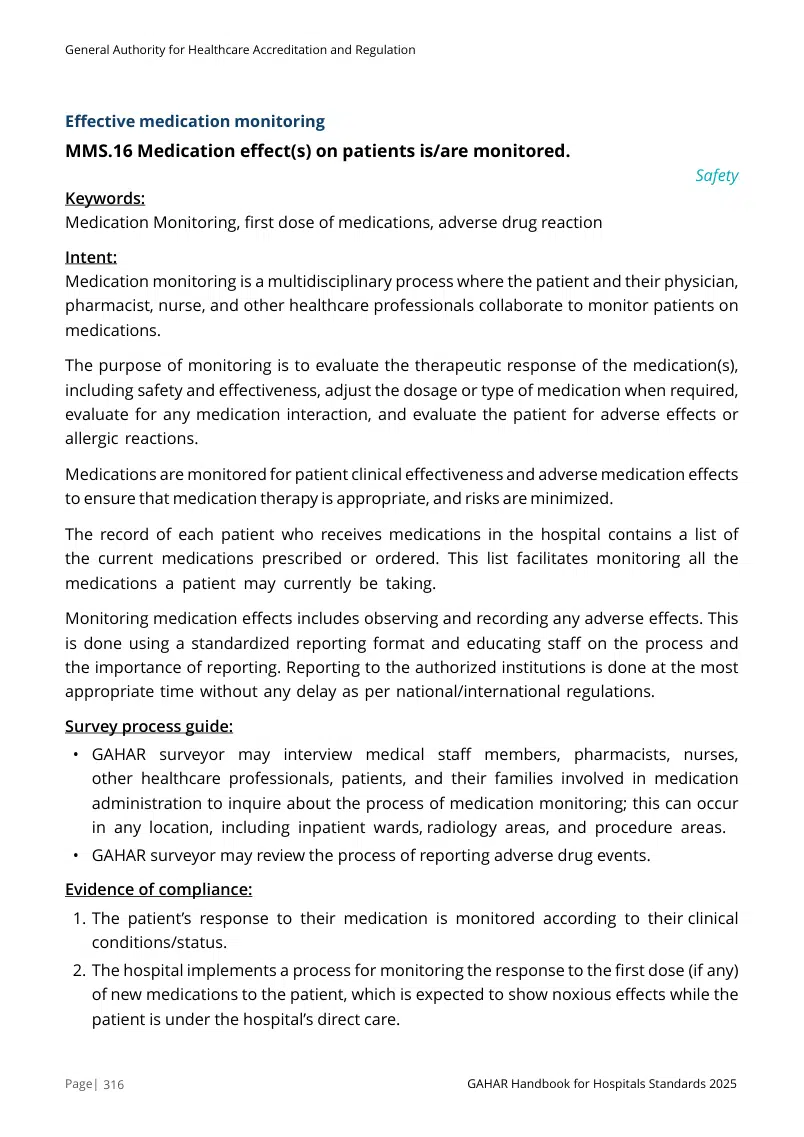 General Authority for Healthcare Accreditation and Regulation
Effective medication monitoring
MMS.16 Medication effect(s) on patients is/are monitored.
Safety
Keywords:
Medication Monitoring, first dose of medications, adverse drug reaction
Intent:
Medication monitoring is a multidisciplinary process where the patient and their physician,
pharmacist, nurse, and other healthcare professionals collaborate to monitor patients on
medications.
The purpose of monitoring is to evaluate the therapeutic response of the medication(s),
including safety and effectiveness, adjust the dosage or type of medication when required,
evaluate for any medication interaction, and evaluate the patient for adverse effects or
allergic reactions.
Medications are monitored for patient clinical effectiveness and adverse medication effects
to ensure that medication therapy is appropriate, and risks are minimized.
The record of each patient who receives medications in the hospital contains a list of
the current medications prescribed or ordered. This list facilitates monitoring all the
medications a patient may currently be taking.
Monitoring medication effects includes observing and recording any adverse effects. This
is done using a standardized reporting format and educating staff on the process and
the importance of reporting. Reporting to the authorized institutions is done at the most
appropriate time without any delay as per national/international regulations.
Survey process guide:
• GAHAR surveyor may interview medical staff members, pharmacists, nurses,
other healthcare professionals, patients, and their families involved in medication
administration to inquire about the process of medication monitoring; this can occur
in any location, including inpatient wards, radiology areas, and procedure areas.
• GAHAR surveyor may review the process of reporting adverse drug events.
Evidence of compliance:
1. The patient’s response to their medication is monitored according to their clinical
conditions/status.
2. The hospital implements a process for monitoring the response to the first dose (if any)
of new medications to the patient, which is expected to show noxious effects while the
patient is under the hospital’s direct care.
Page| 316
GAHAR Handbook for Hospitals Standards 2025